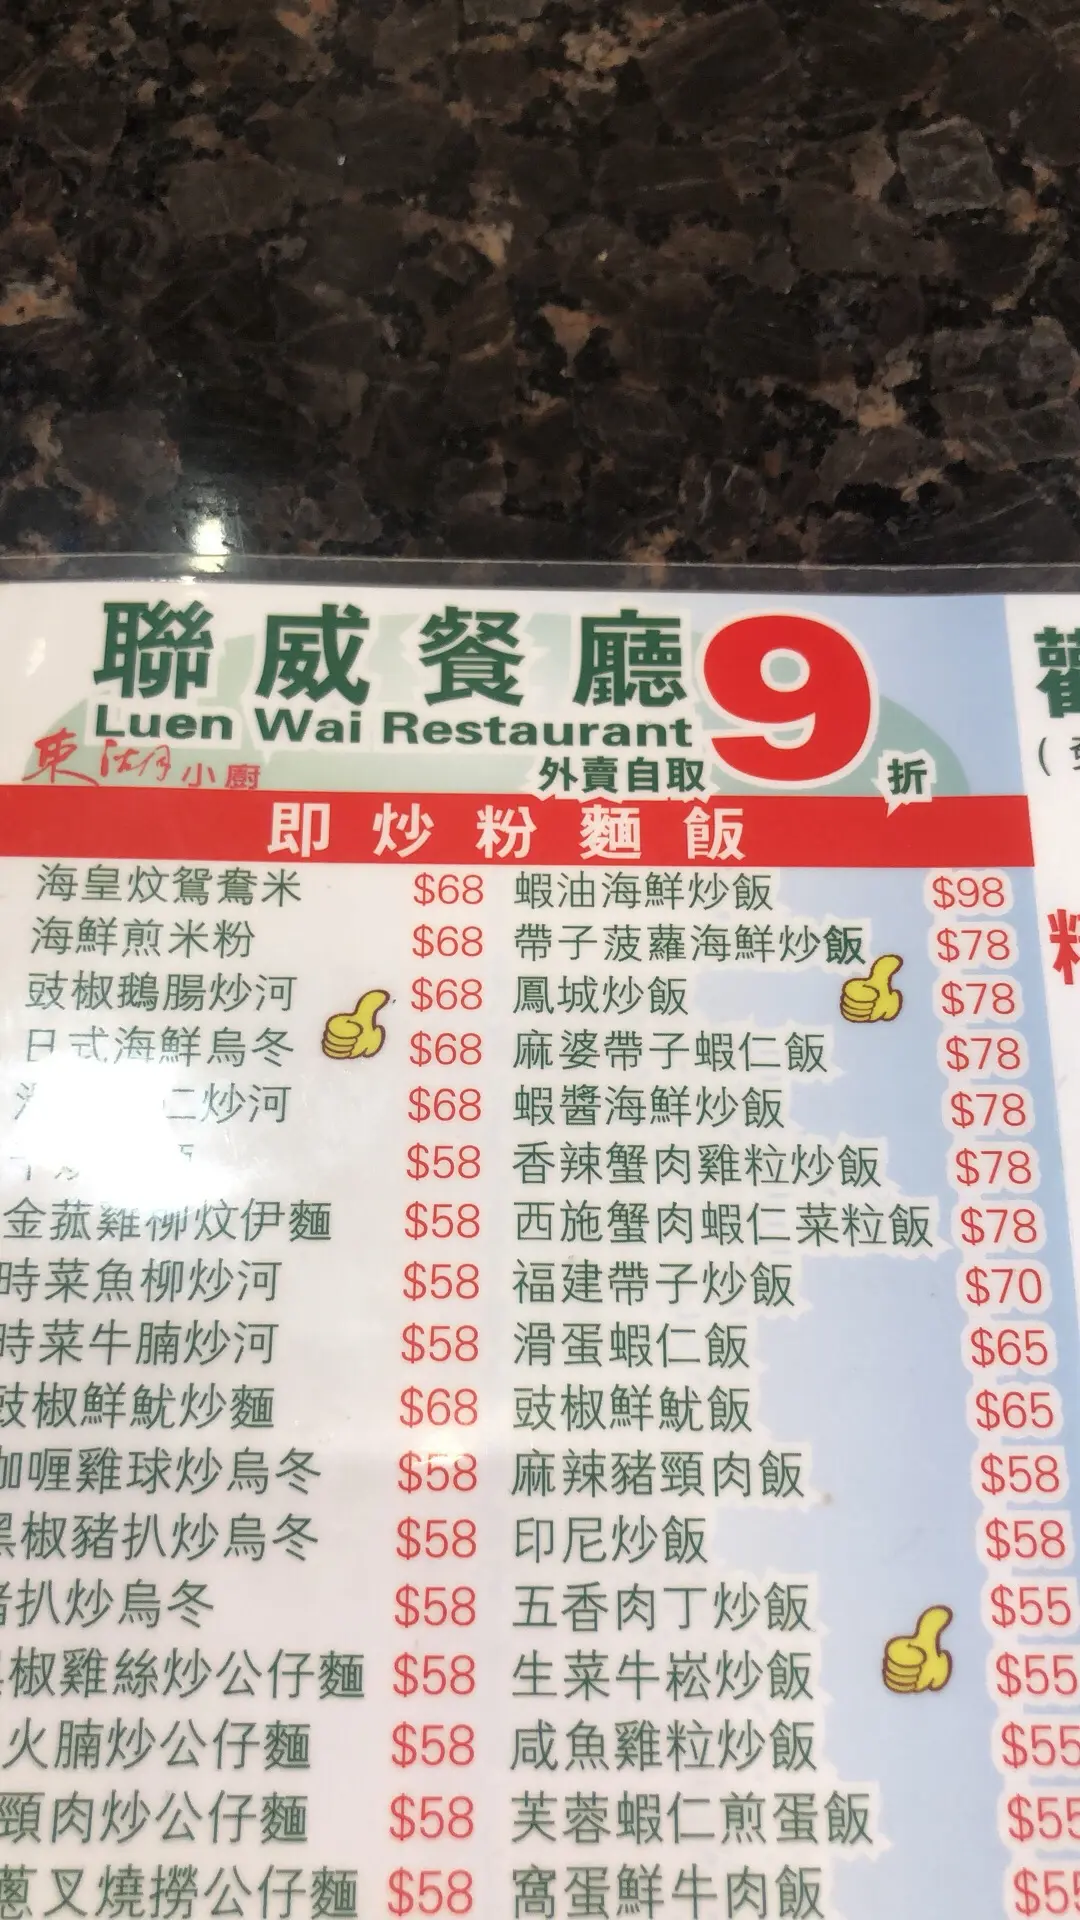 聯威餐廳
Luen Wai Restaurant
東湖小廚
外賣自取 9折
即炒粉麵飯
海皇炆鴛鴦米 $68
海鮮煎米粉 $68
豉椒鵝腸炒河 $68
日式海鮮烏冬 $68
仁炒河 $68
$58
金菰雞柳炆伊麵 $58
時菜魚柳炒河 $58
時菜牛腩炒河 $58
豉椒鮮魷炒麵 $68
咖喱雞球炒烏冬 $58
黑椒豬扒炒烏冬 $58
扒炒烏冬 $58
椒雞絲炒公仔麵 $58
火腩炒公仔麵 $58
頸肉炒公仔麵 $58
蔥叉燒撈公仔麵 $58
蝦油海鮮炒飯 $98
帶子菠蘿海鮮炒飯 $78
鳳城炒飯 $78
麻婆帶子蝦仁飯 $78
蝦醬海鮮炒飯 $78
香辣蟹肉雞粒炒飯 $78
西施蟹肉蝦仁菜粒飯 $78
福建帶子炒飯 $70
滑蛋蝦仁飯 $65
豉椒鮮魷飯 $65
麻辣豬頸肉飯 $58
印尼炒飯 $58
五香肉丁炒飯 $55
生菜牛崧炒飯 $55
咸魚雞粒炒飯 $55
芙蓉蝦仁煎蛋飯 $55
窩蛋鮮牛肉飯 $55